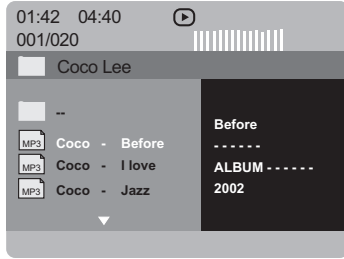 01:42 04:40
001/020
Coco Lee
--
MP3 Coco - Before
MP3 Coco - I love
MP3 Coco - Jazz
Before
- - - - - -
ALBUM - - - - - -
2002